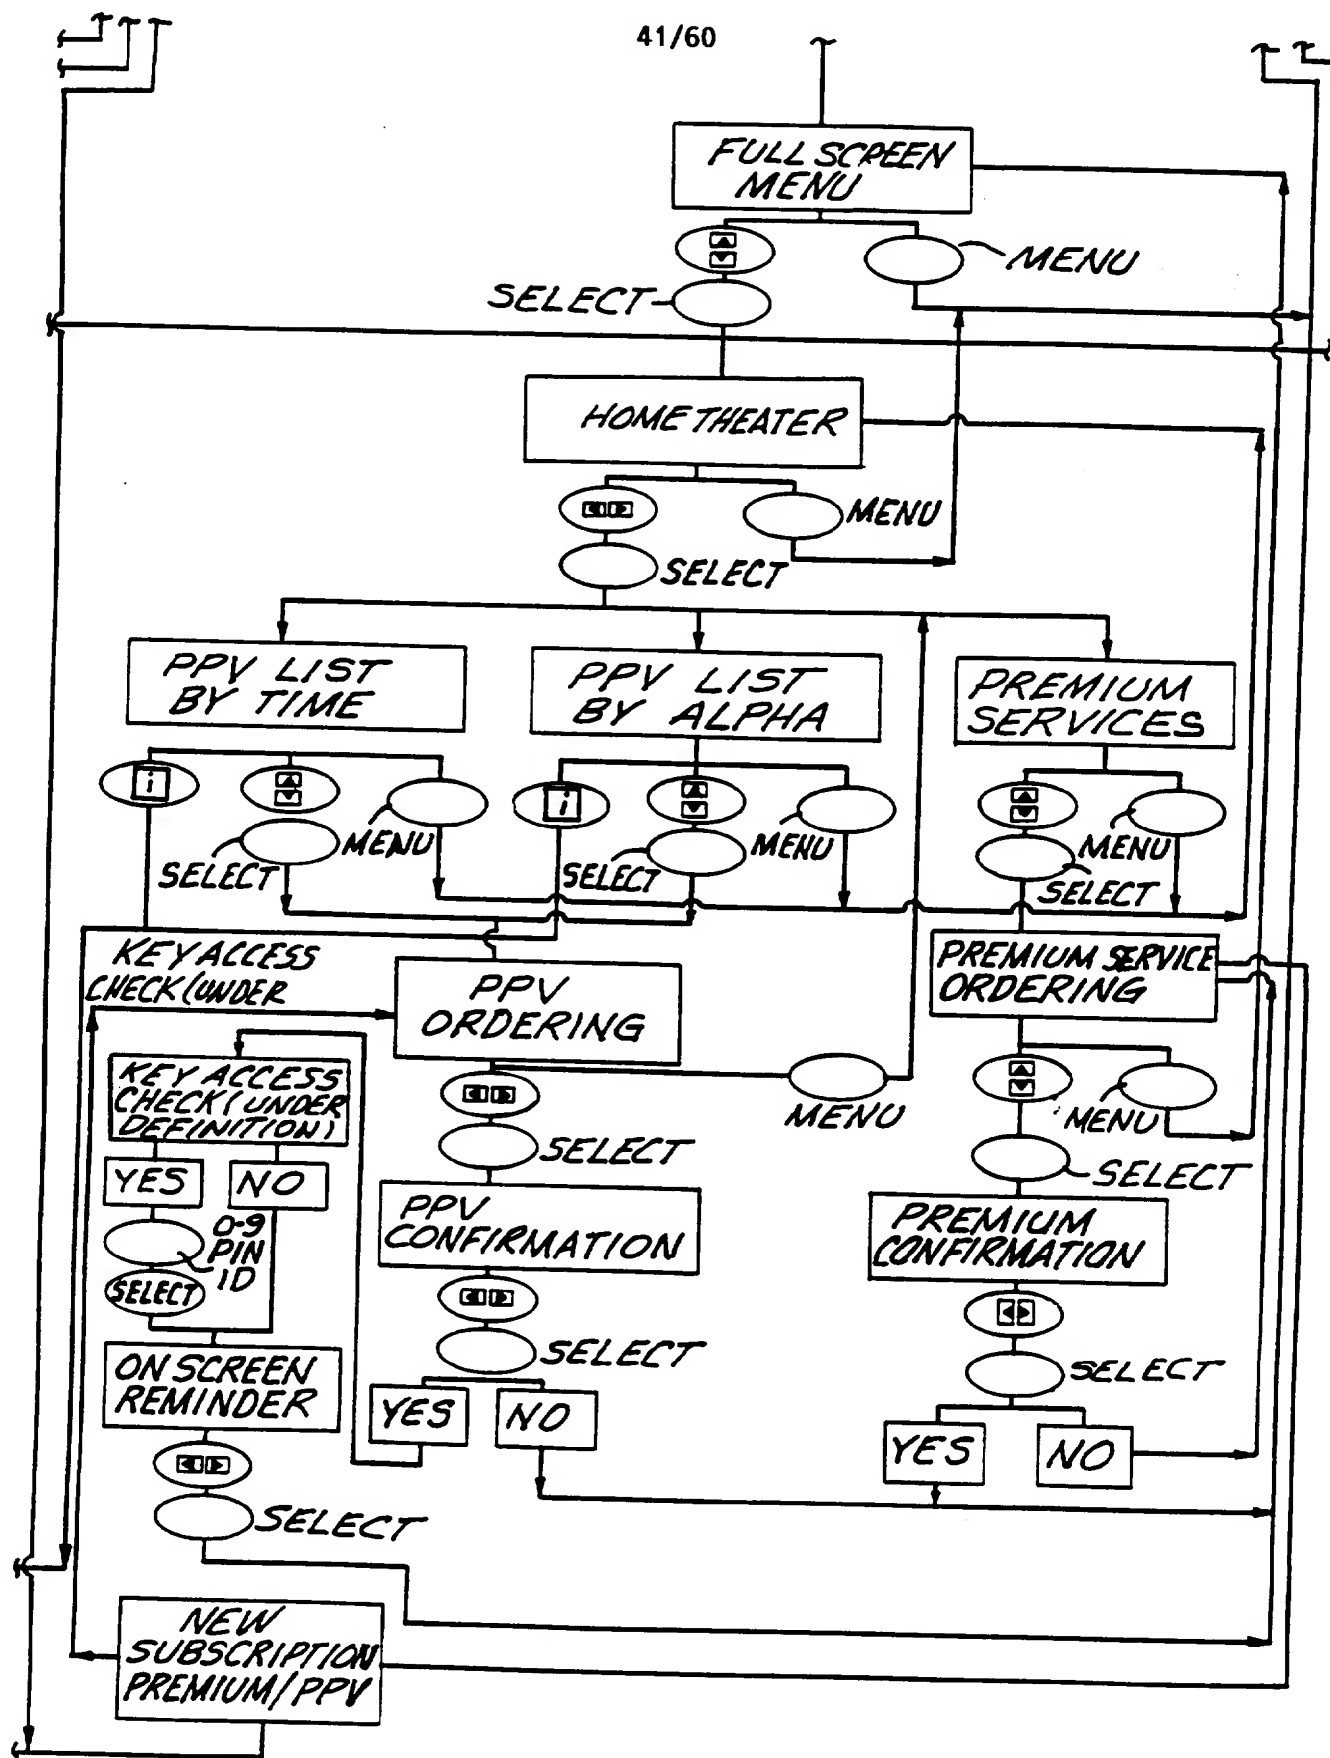 41/60
FULL SCREEN
MENU
MENU
SELECT
HOME THEATER
MENU
SELECT
PPV LIST
BY TIME
PPV LIST
BY ALPHA
PREMIUM
SERVICES
i
SELECT
MENU
i
SELECT
MENU
MENU
SELECT
KEY ACCESS
CHECK (UNDER
PPV
ORDERING
PREMIUM SERVICE
ORDERING
KEY ACCESS
CHECK (UNDER
DEFINITION)
MENU
MENU
SELECT
SELECT
YES
NO
0-9
PIN
ID
SELECT
PPV
CONFIRMATION
PREMIUM
CONFIRMATION
SELECT
SELECT
ON SCREEN
REMINDER
YES
NO
YES
NO
SELECT
NEW
SUBSCRIPTION
PREMIUM/PPV